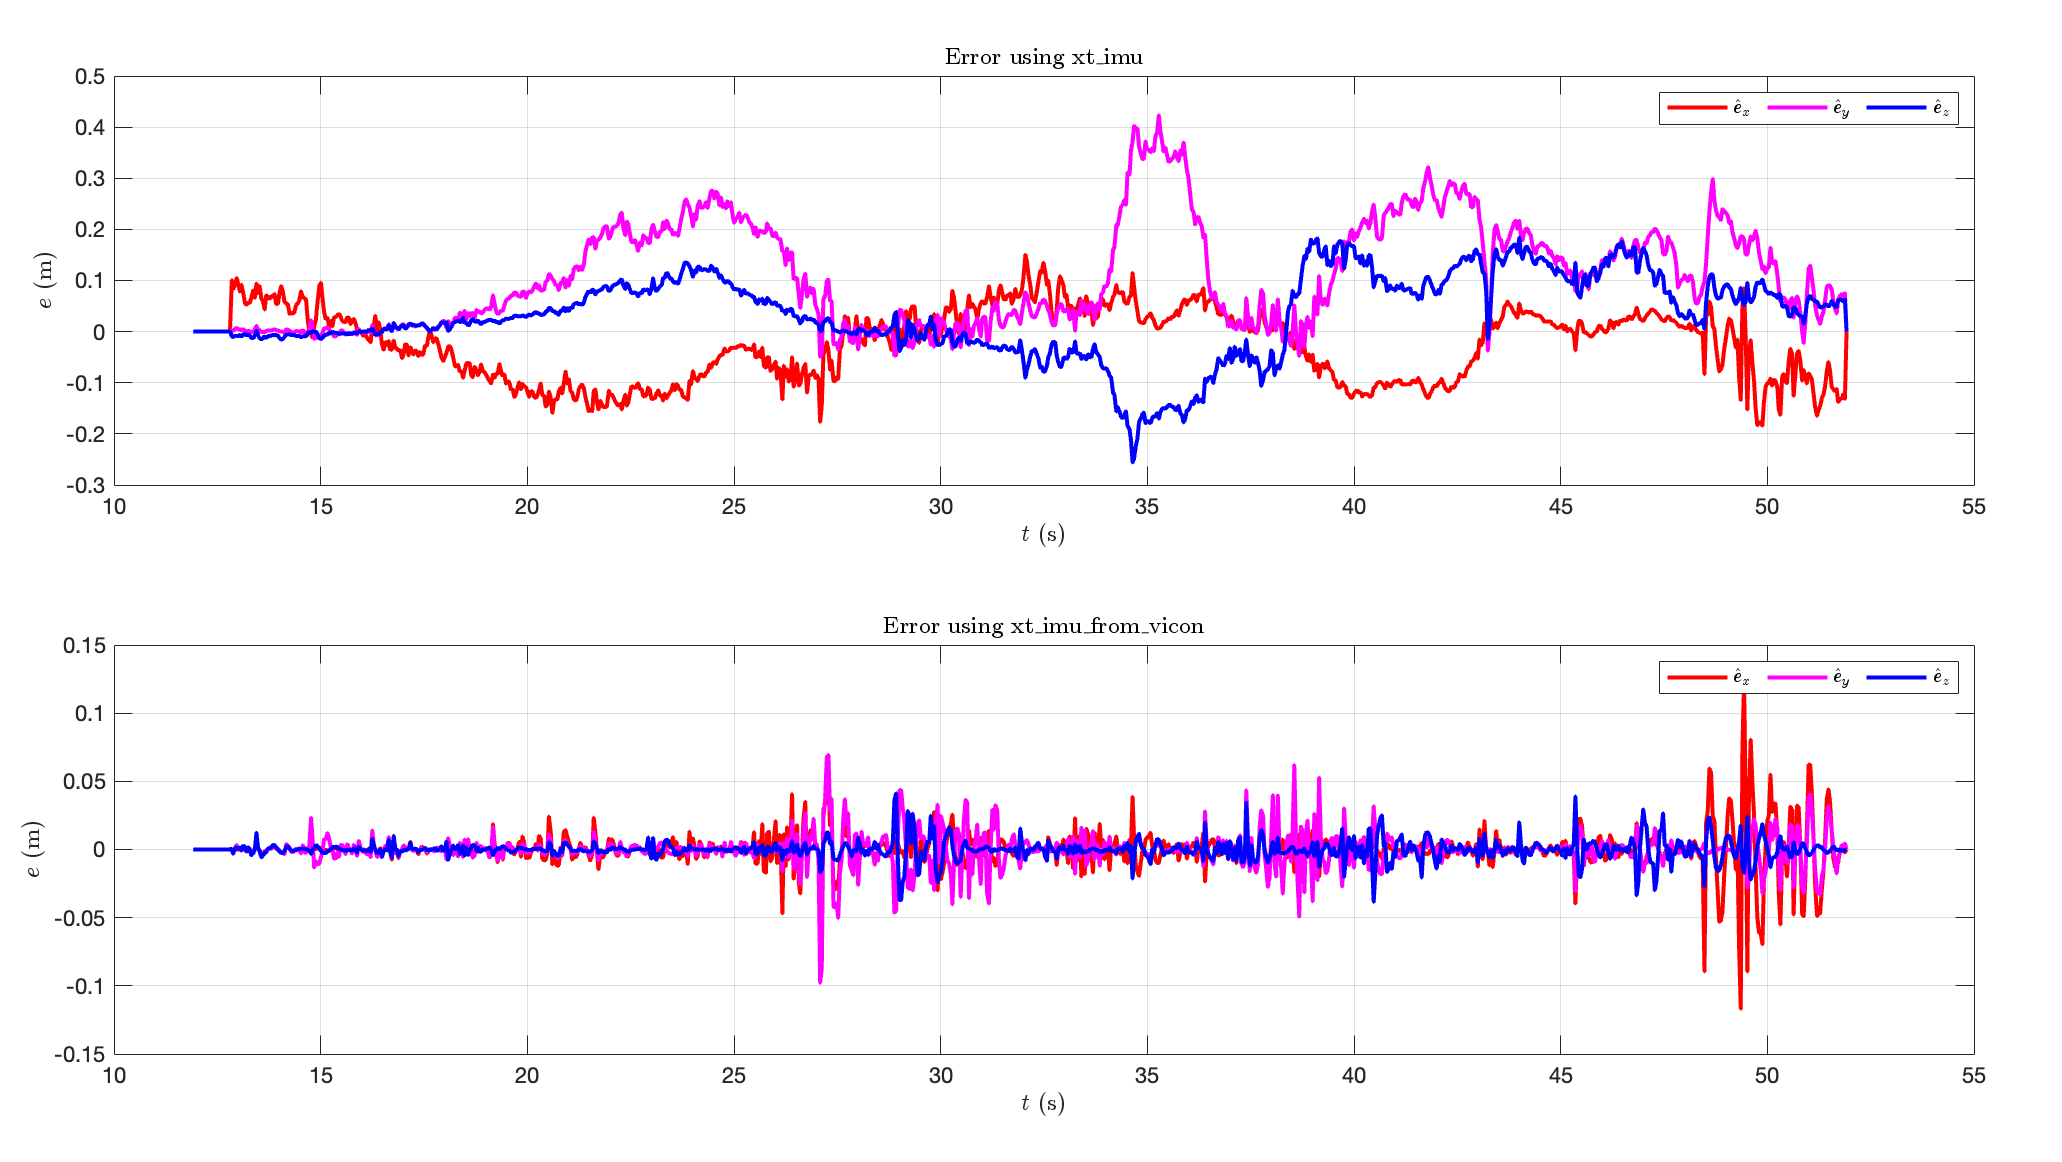 Error using xt_imu
0.5
0.4
0.3
0.2
0.1
0
-0.1
-0.2
-0.3
e (m)
ê_x ê_y ê_z
10 15 20 25 30 35 40 45 50 55
t (s)
Error using xt_imu_from_vicon
0.15
0.1
0.05
0
-0.05
-0.1
-0.15
e (m)
ê_x ê_y ê_z
10 15 20 25 30 35 40 45 50 55
t (s)